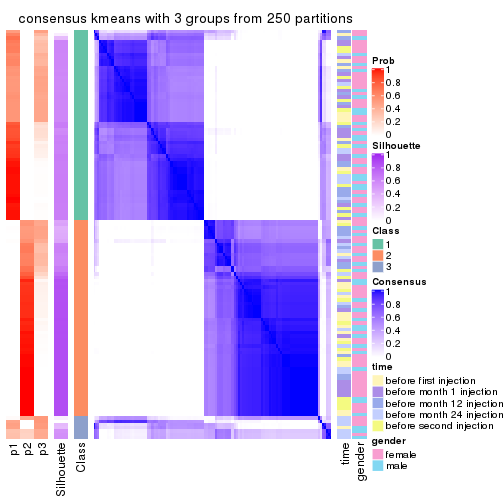 consensus kmeans with 3 groups from 250 partitions
Prob
1
0.8
0.6
0.4
0.2
0
Silhouette
1
0.8
0.6
0.4
0.2
0
Class
1
2
3
Consensus
1
0.8
0.6
0.4
0.2
0
time
before first injection
before month 1 injection
before month 12 injection
before month 24 injection
before second injection
gender
female
male
p1
p2
p3
Silhouette
Class
time
gender